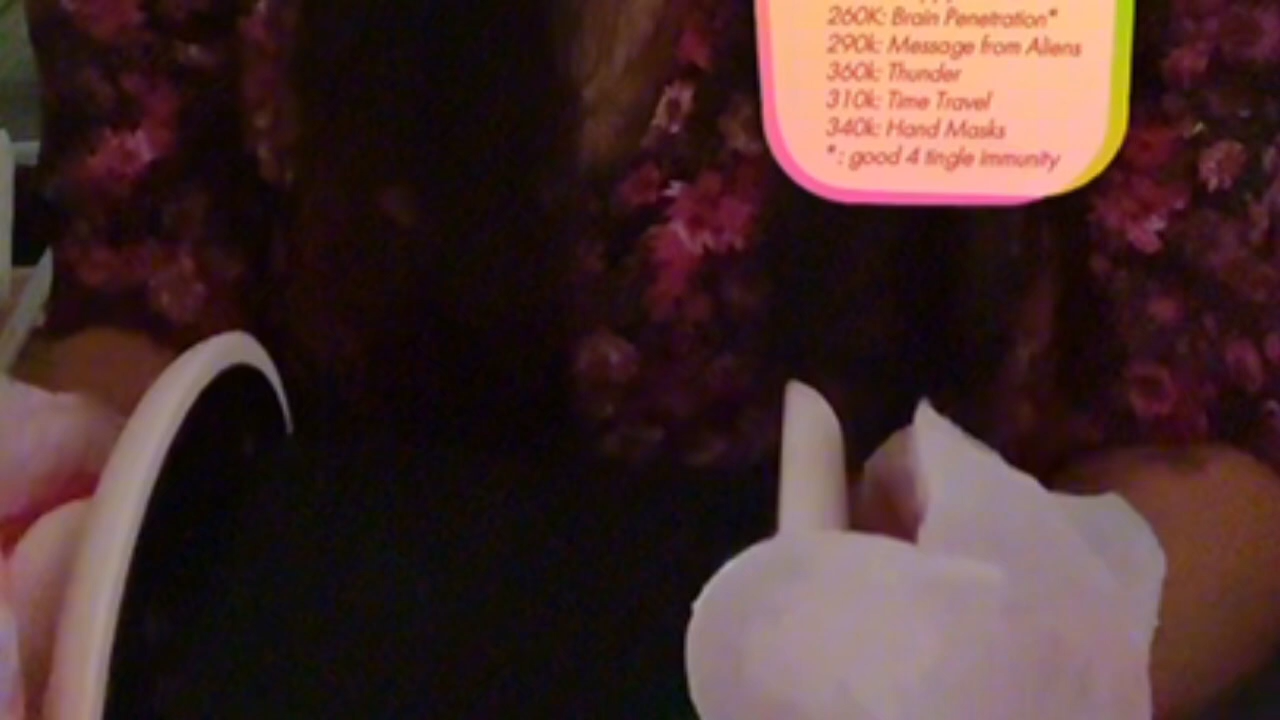 260K: Brain Penetration*
290k: Message from Aliens
360k: Thunder
310k: Time Travel
340k: Hand Masks
*: good 4 tingle immunity